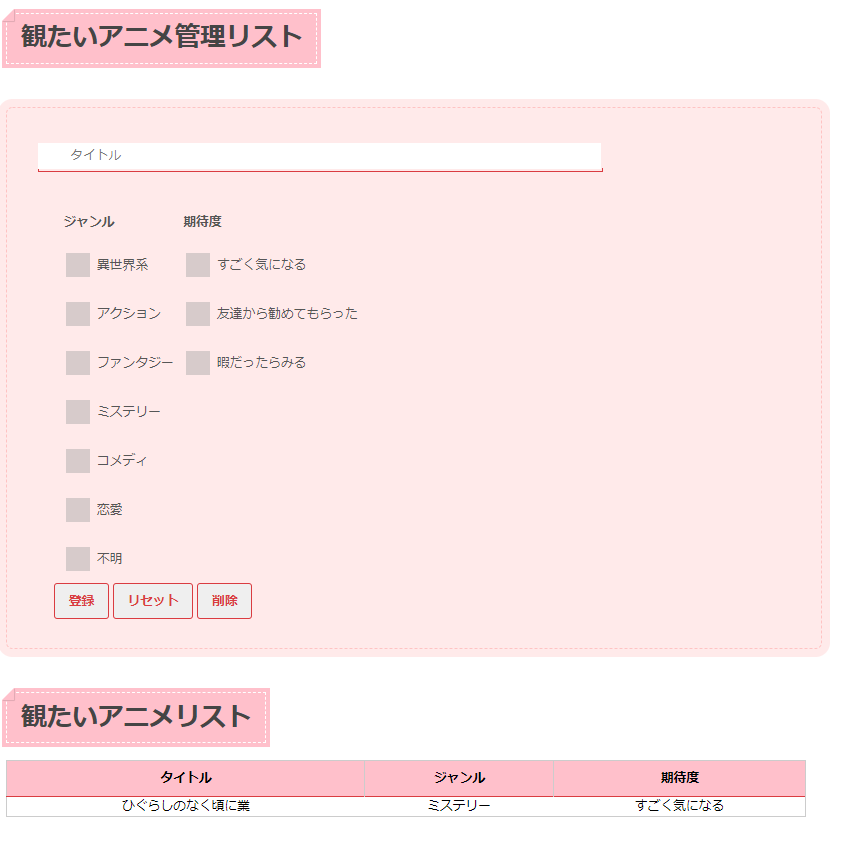 観たいアニメ管理リスト
タイトル
ジャンル 期待度
異世界系 すごく気になる
アクション 友達から勧めてもらった
ファンタジー 暇だったらみる
ミステリー
コメディ
恋愛
不明
登録 リセット 削除
観たいアニメリスト
タイトル ジャンル 期待度
ひぐらしのなく頃に業 ミステリー すごく気になる